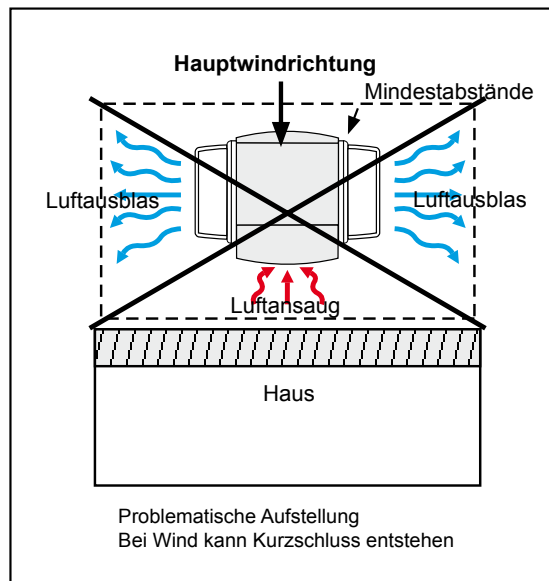 Hauptwindrichtung
Mindestabstände
Luftausblas
Luftausblas
Luftansaug
Haus
Problematische Aufstellung
Bei Wind kann Kurzschluss entstehen